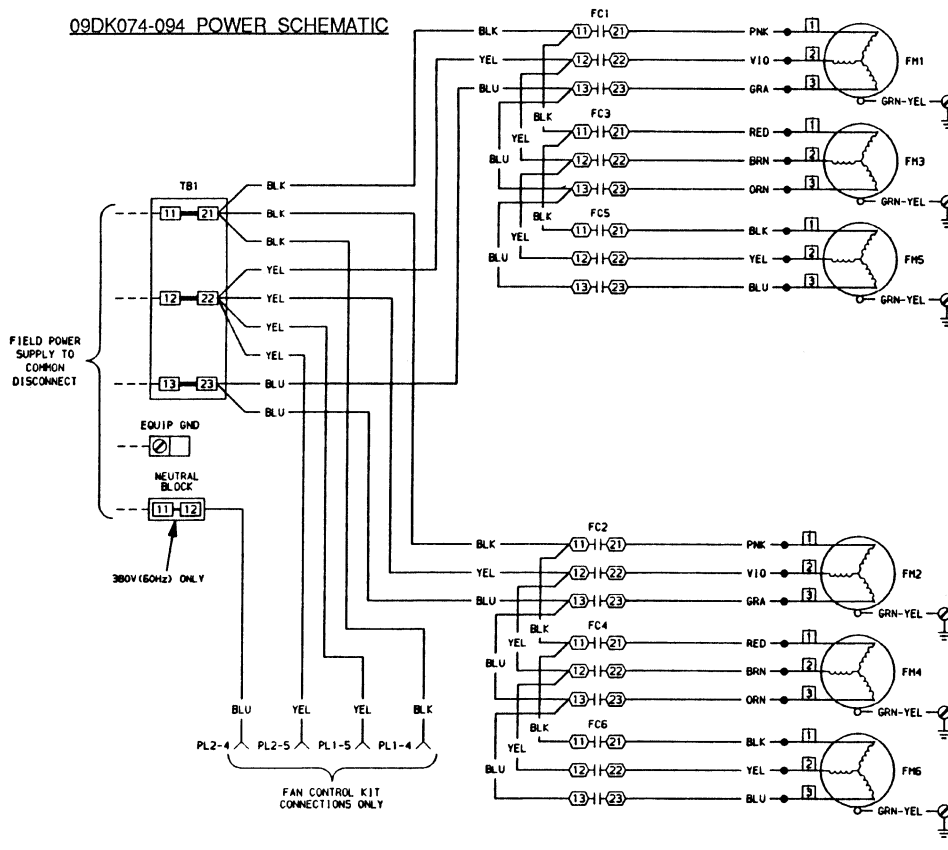 09DK074-094 POWER SCHEMATIC
FC1
BLK 11 21 PNK 1
YEL 12 22 VIO 2 FM1
BLU 13 23 GRA 3
GRN-YEL
BLK
FC3
YEL 11 21 RED 1
BLU 12 22 BRN 2 FM3
13 23 ORN 3
GRN-YEL
BLK
FC5
YEL 11 21 BLK 1
BLU 12 22 YEL 2 FM5
13 23 BLU 3
GRN-YEL
TB1
BLK
11 21 BLK
BLK
YEL
12 22 YEL
YEL
YEL
13 23 BLU
BLU
FIELD POWER
SUPPLY TO
COMMON
DISCONNECT
EQUIP GND
NEUTRAL
BLOCK
11 12
380V(60Hz) ONLY
FC2
BLK 11 21 PNK 1
YEL 12 22 VIO 2 FM2
BLU 13 23 GRA 3
GRN-YEL
BLK
FC4
YEL 11 21 RED 1
BLU 12 22 BRN 2 FM4
13 23 ORN 3
GRN-YEL
BLK
FC6
YEL 11 21 BLK 1
BLU 12 22 YEL 2 FM6
13 23 BLU 3
GRN-YEL
BLU YEL YEL BLK
PL2-4 PL2-5 PL1-5 PL1-4
FAN CONTROL KIT
CONNECTIONS ONLY